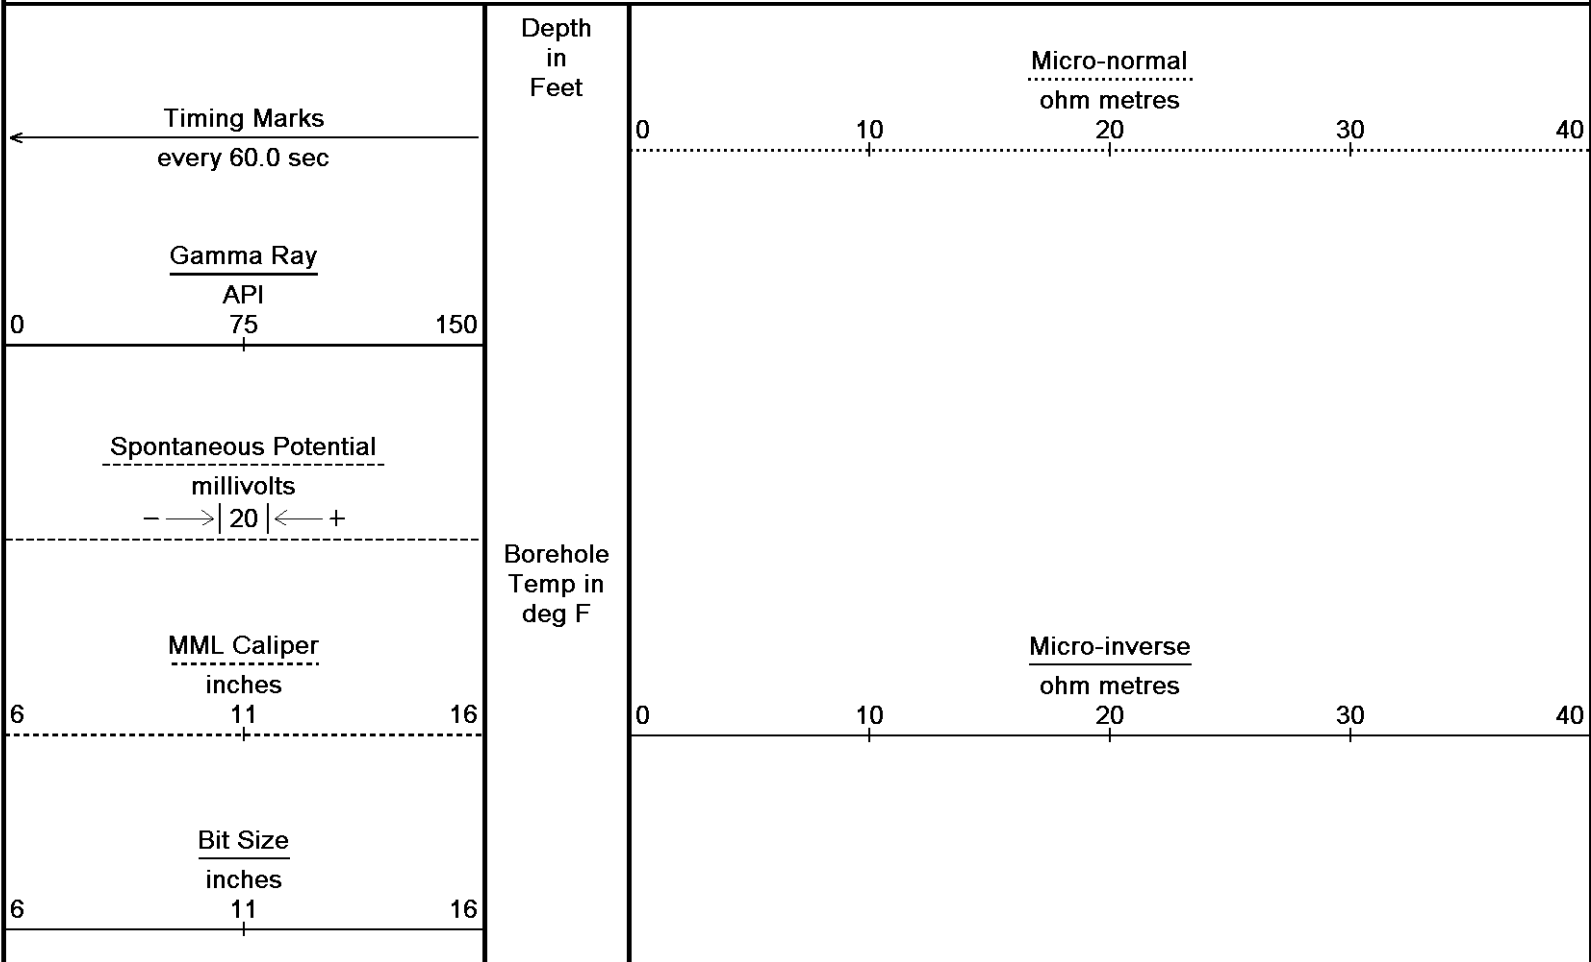 Timing Marks
every 60.0 sec
Gamma Ray
API
0 75 150
Spontaneous Potential
millivolts
− 20 +
MML Caliper
inches
6 11 16
Bit Size
inches
6 11 16
Depth
in
Feet
Borehole
Temp in
deg F
Micro-normal
ohm metres
0 10 20 30 40
Micro-inverse
ohm metres
0 10 20 30 40